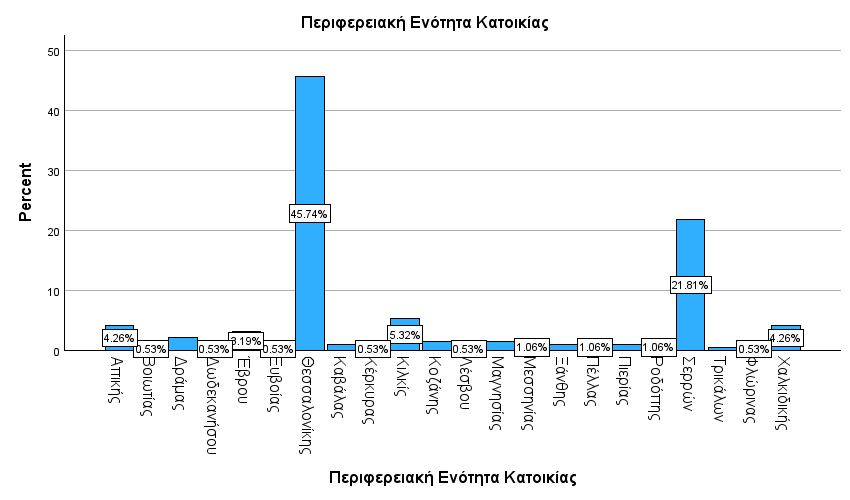 Περιφερειακή Ενότητα Κατοικίας
Percent
50
40
30
20
10
0
4.26%
0.53%
0.53%
3.19%
0.53%
45.74%
0.53%
5.32%
0.53%
1.06%
1.06%
1.06%
21.81%
0.53%
4.26%
Αττικής
Βοιωτίας
Δράμας
Δωδεκανήσου
Έβρου
Ευβοίας
Θεσσαλονίκης
Καβάλας
Κέρκυρας
Κιλκίς
Κοζάνης
Λέσβου
Μαγνησίας
Μεσσηνίας
Ξάνθης
Πέλλας
Πιερίας
Ροδόπης
Σερρών
Τρικάλων
Φλώρινας
Χαλκιδικής
Περιφερειακή Ενότητα Κατοικίας